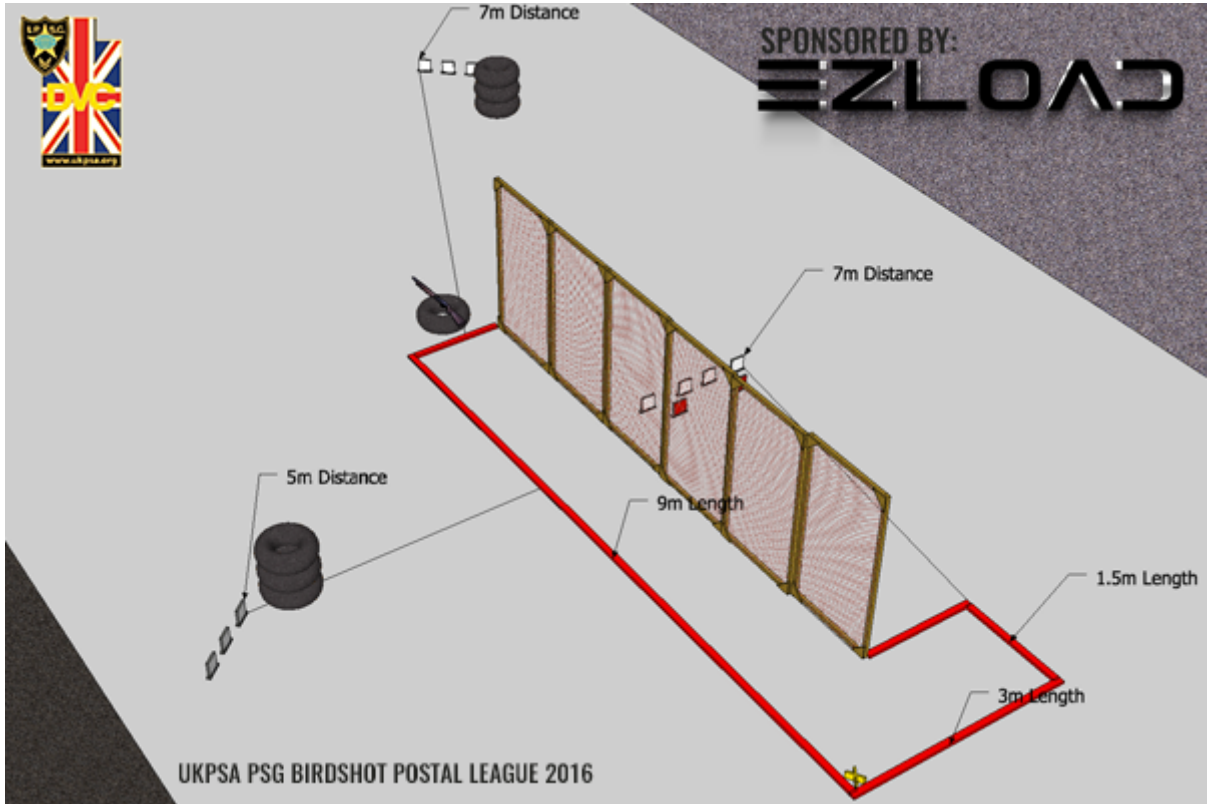 7m Distance
SPONSORED BY:
EZLOAD
DVC
www.ukpsa.org
7m Distance
5m Distance
9m Length
1.5m Length
3m Length
UKPSA PSG BIRDSHOT POSTAL LEAGUE 2016